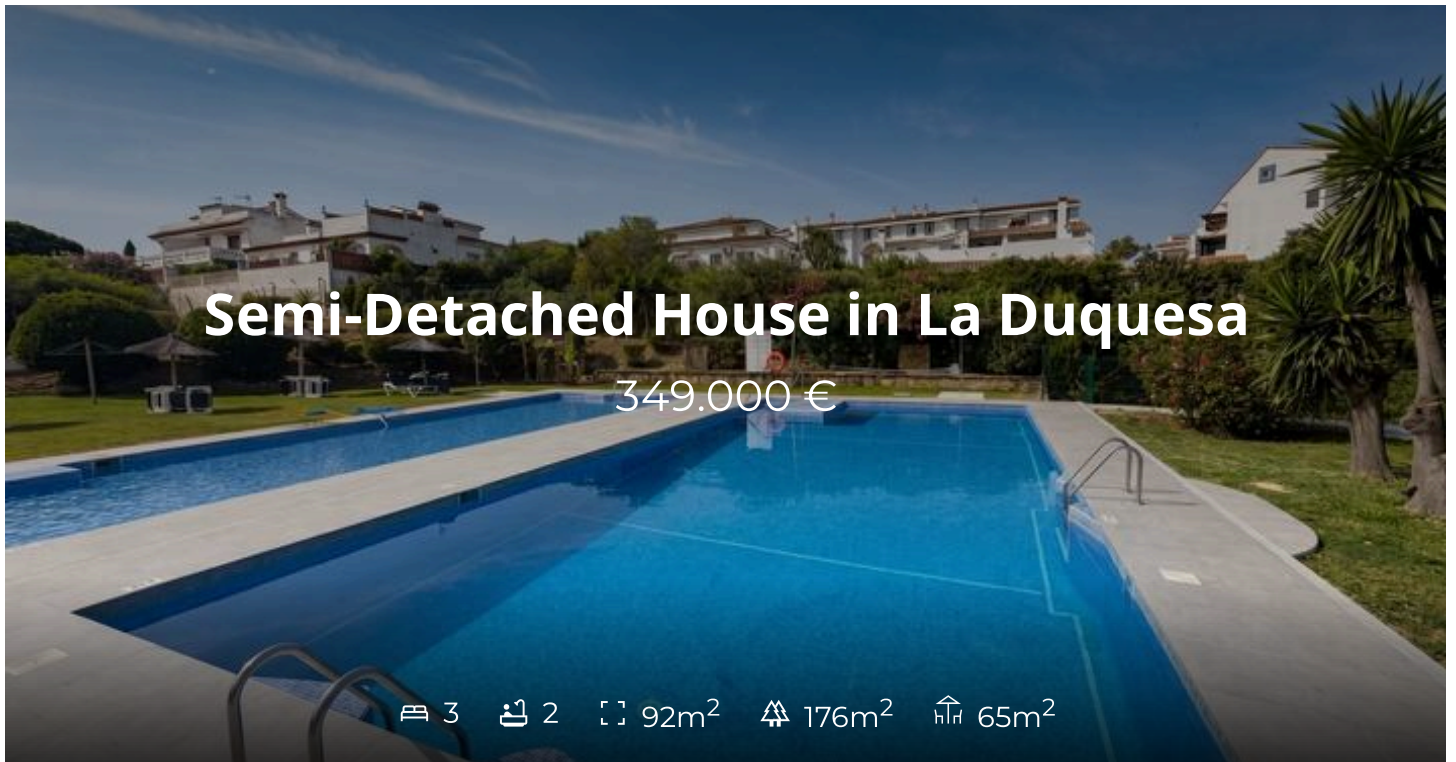 Semi-Detached House in La Duquesa
349.000 €
3 2 92m² 176m² 65m²